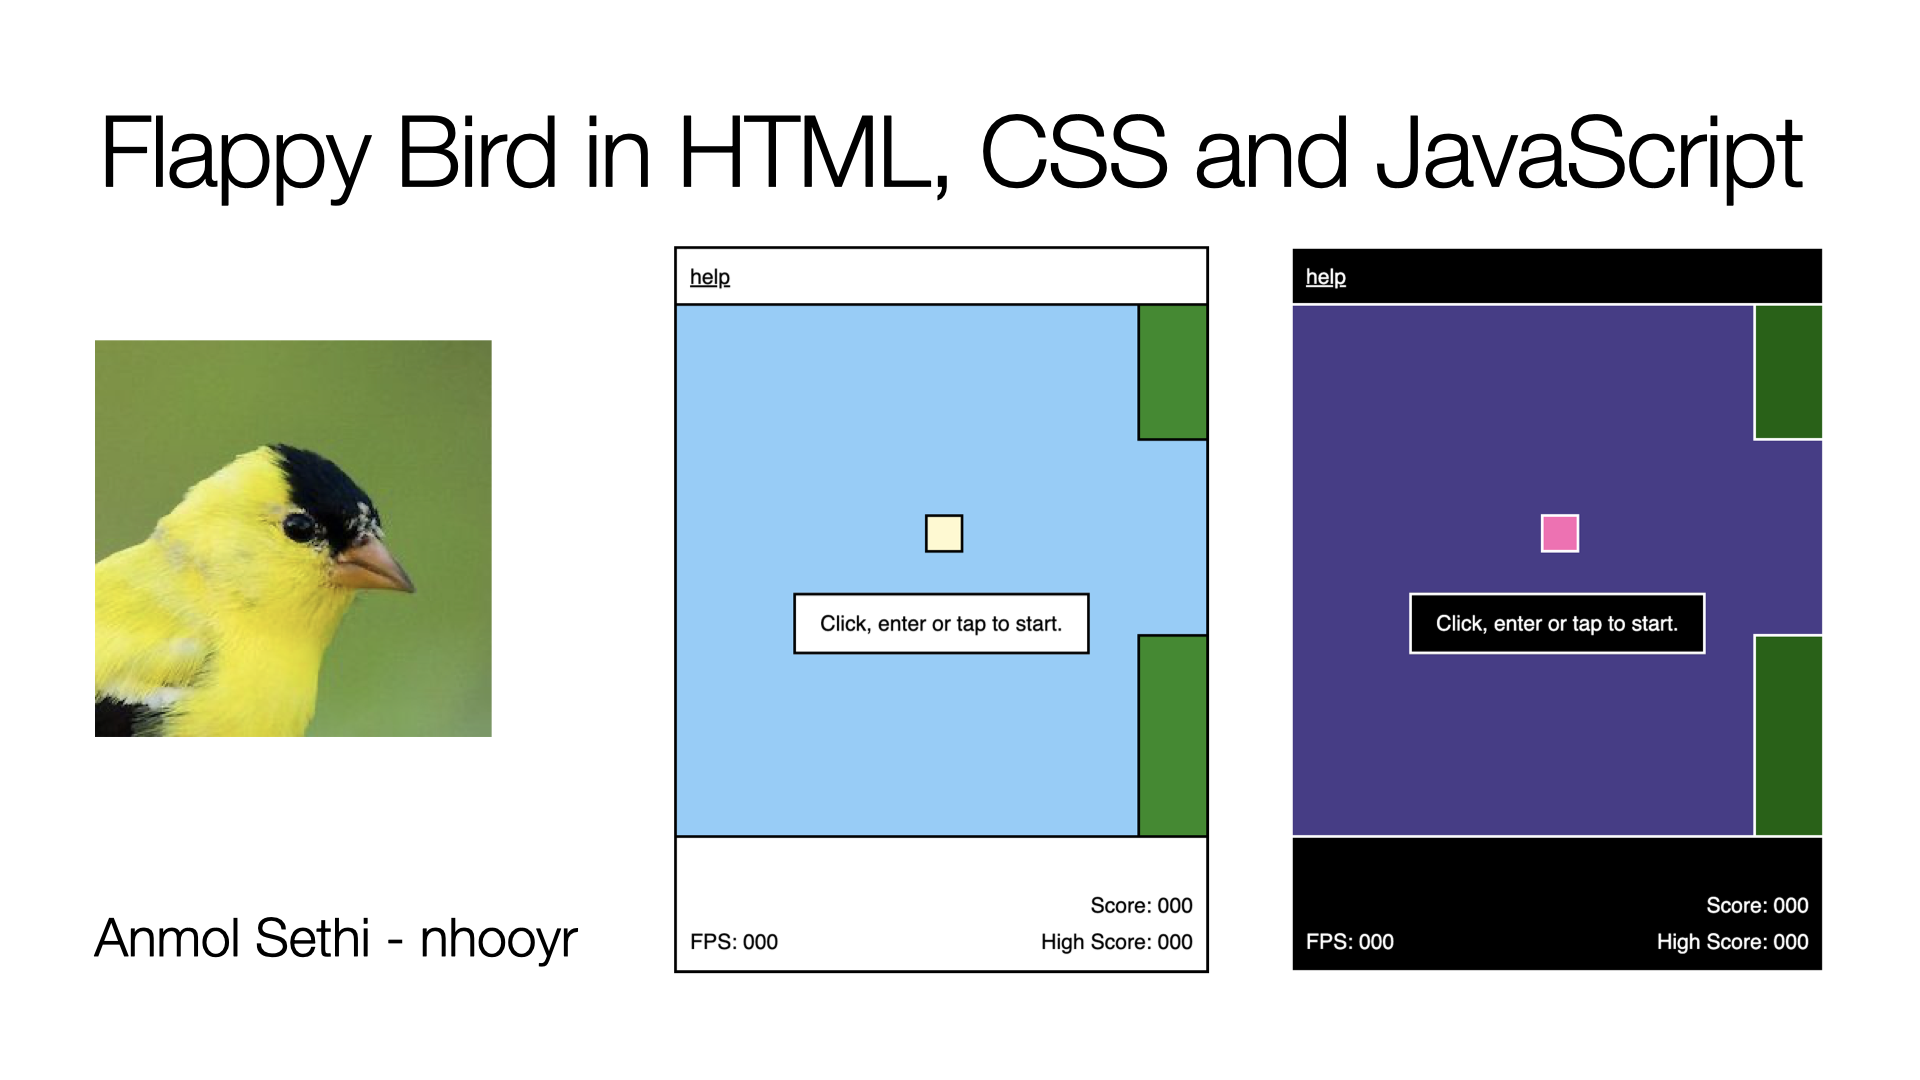 Flappy Bird in HTML, CSS and JavaScript
help
Click, enter or tap to start.
Score: 000
FPS: 000
High Score: 000
help
Click, enter or tap to start.
Score: 000
FPS: 000
High Score: 000
Anmol Sethi - nhooyr